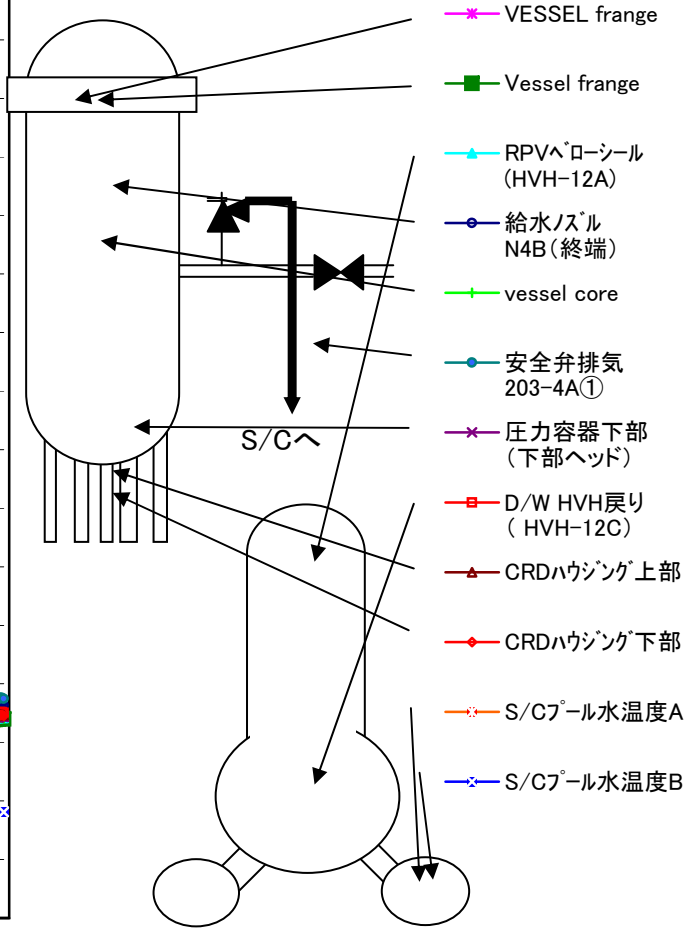 VESSEL frange
Vessel frange
RPVベローシール
(HVH-12A)
給水ノズル
N4B(終端)
vessel core
安全弁排気
203-4A①
圧力容器下部
(下部ヘッド)
D/W HVH戻り
( HVH-12C)
CRDハウジング上部
CRDハウジング下部
S/Cプール水温度A
S/Cプール水温度B
S/Cへ